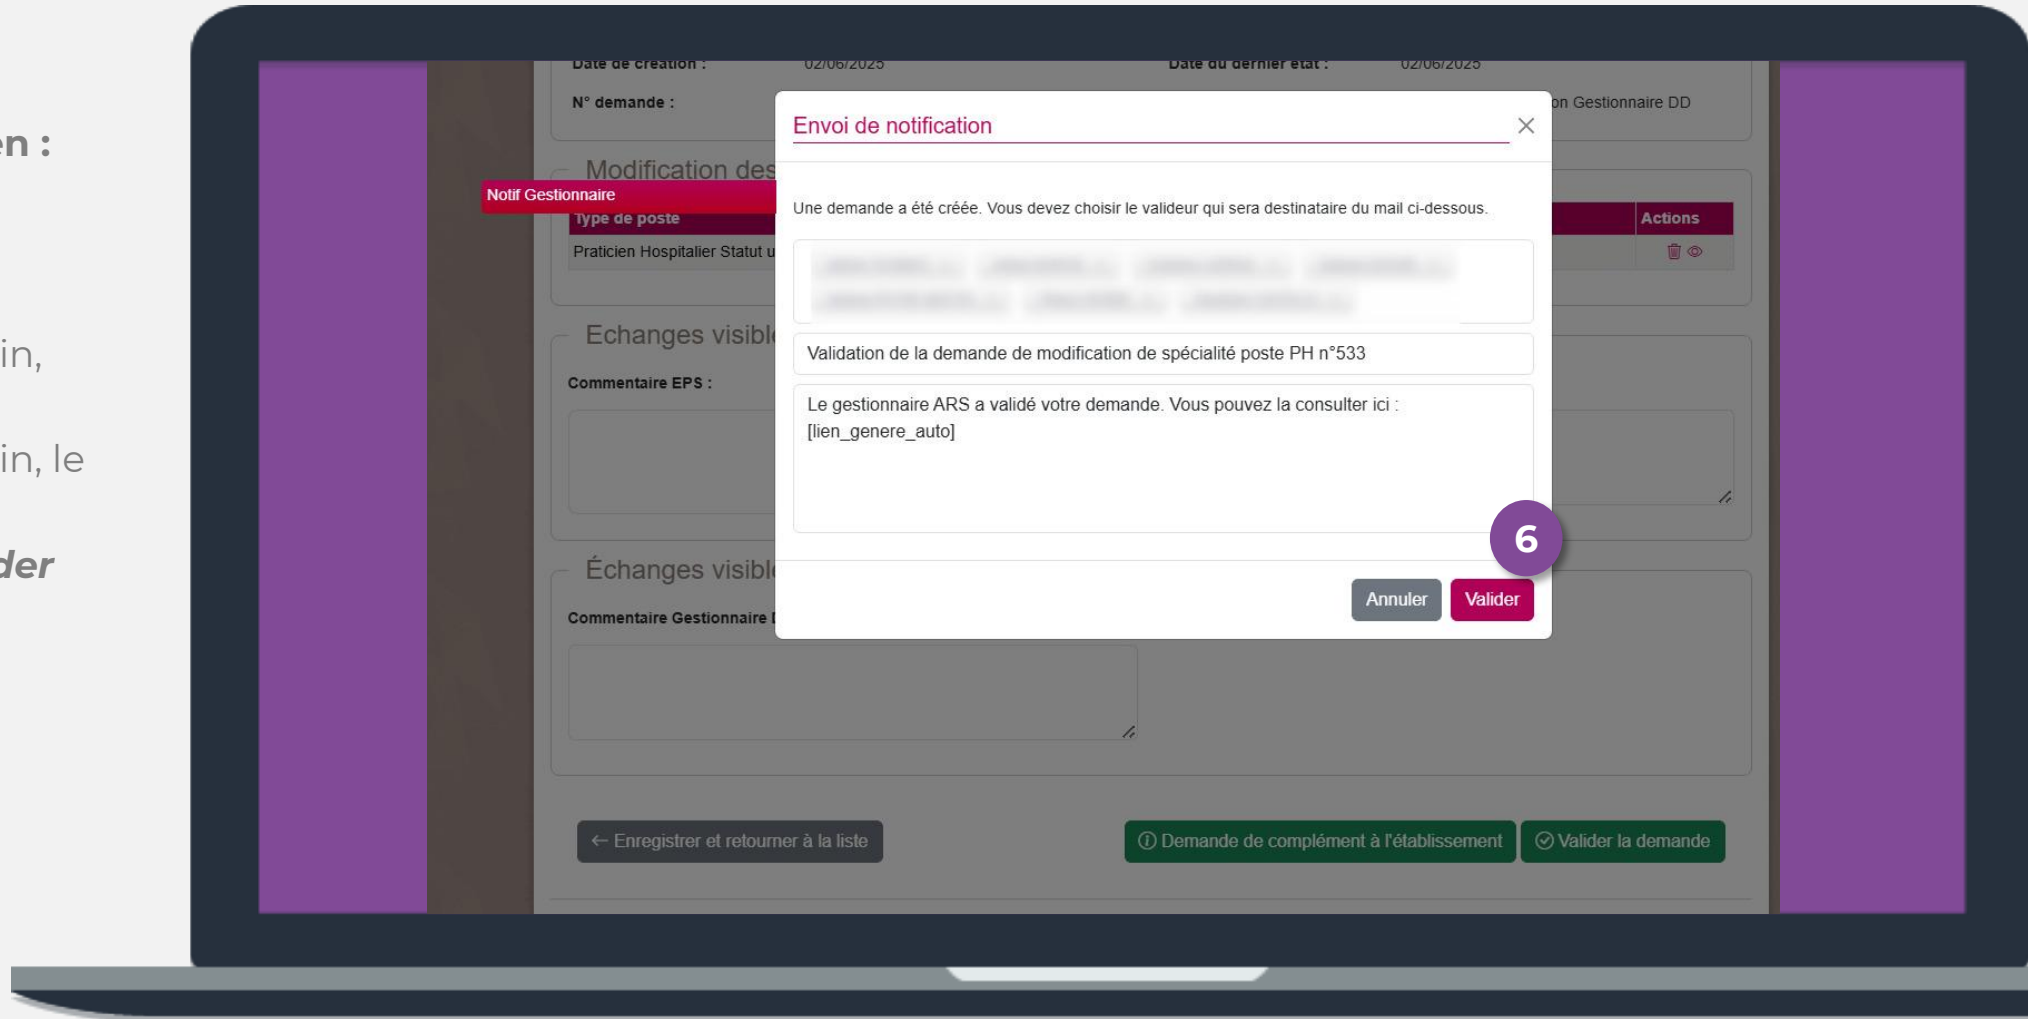 en :
in,
in, le
der
Date de création : 02/06/2025 Date du dernier état : 02/06/2025
N° demande : on Gestionnaire DD
Envoi de notification
Modification des
Notif Gestionnaire
Une demande a été créée. Vous devez choisir le valideur qui sera destinataire du mail ci-dessous.
Type de poste Actions
Praticien Hospitalier Statut u
Echanges visible
Validation de la demande de modification de spécialité poste PH n°533
Commentaire EPS :
Le gestionnaire ARS a validé votre demande. Vous pouvez la consulter ici :
[lien_genere_auto]
6
Échanges visible
Annuler Valider
Commentaire Gestionnaire D
← Enregistrer et retourner à la liste Demande de complément à l'établissement Valider la demande